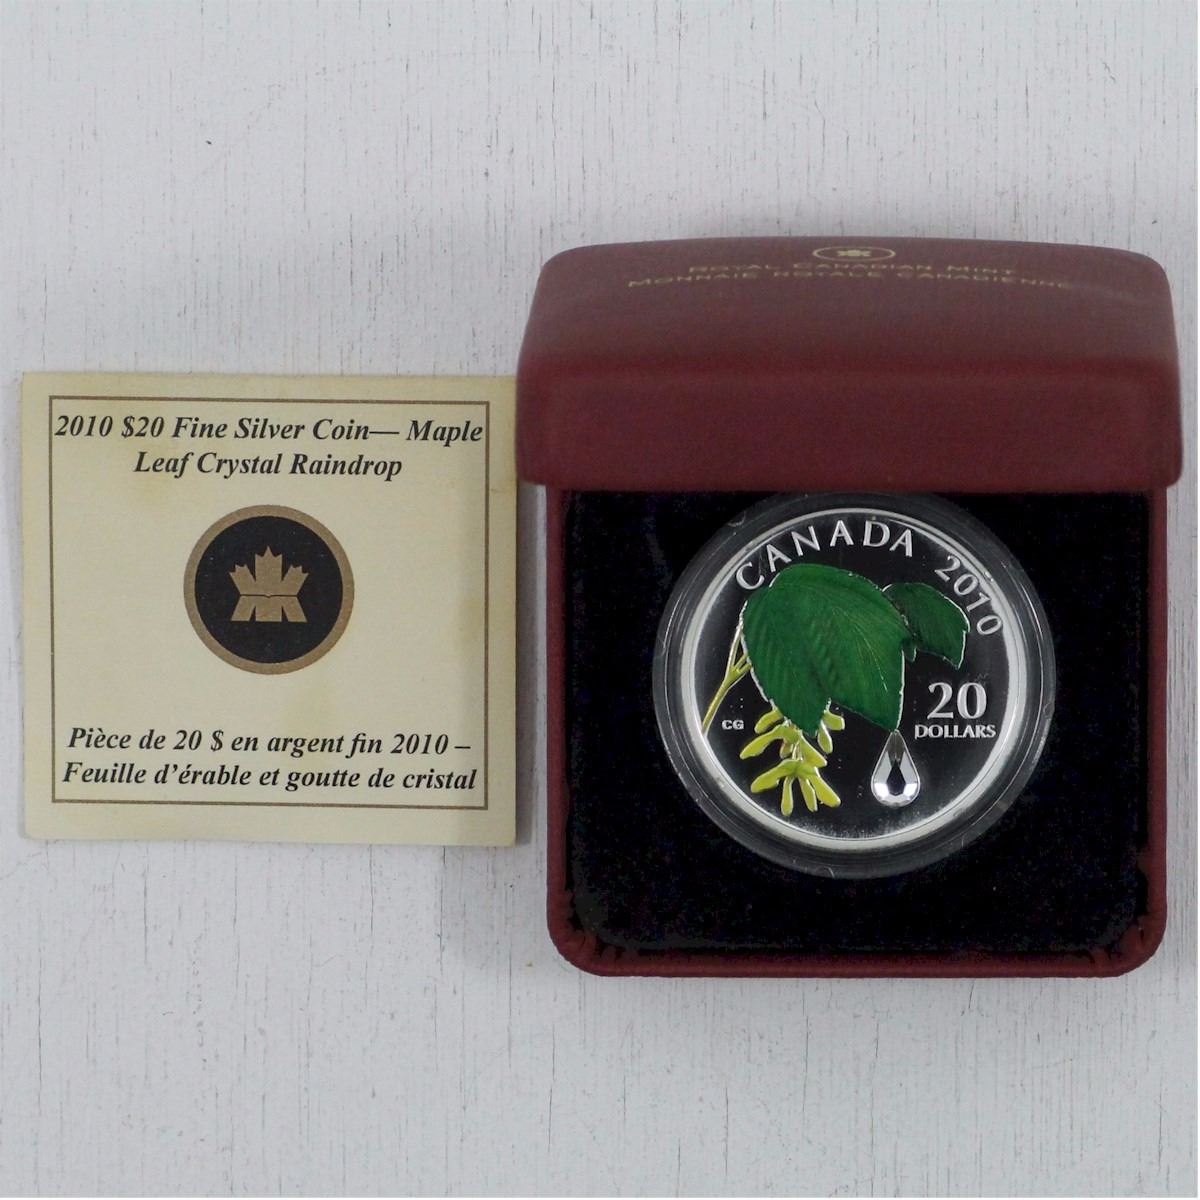 2010 $20 Fine Silver Coin— Maple
Leaf Crystal Raindrop
Pièce de 20 $ en argent fin 2010 –
Feuille d'érable et goutte de cristal
ROYAL CANADIAN MINT
MONNAIE ROYALE CANADIENNE
CANADA 2010
20
DOLLARS
CG